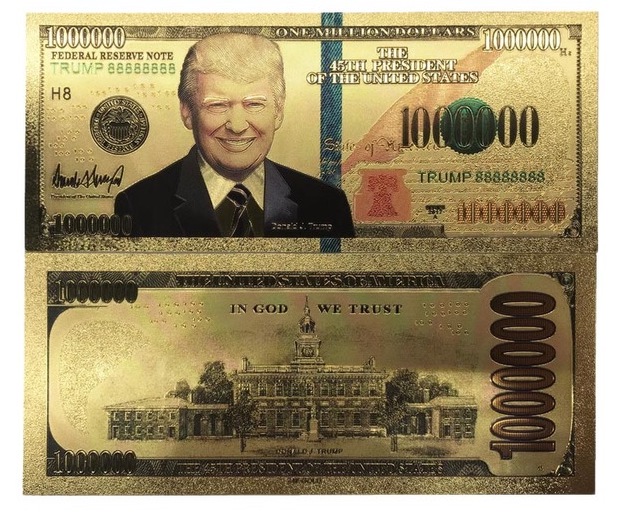 1000000
ONE MILLION DOLLARS
1000000
FEDERAL RESERVE NOTE
TRUMP 88888888
H8
THE
45TH PRESIDENT
OF THE UNITED STATES
1000000
State of
TRUMP 88888888
1000000
Donald J. Trump
1000000
THE UNITED STATES OF AMERICA
1000000
IN GOD WE TRUST
1000000
DONALD J. TRUMP
1000000
THE 45TH PRESIDENT OF THE UNITED STATES